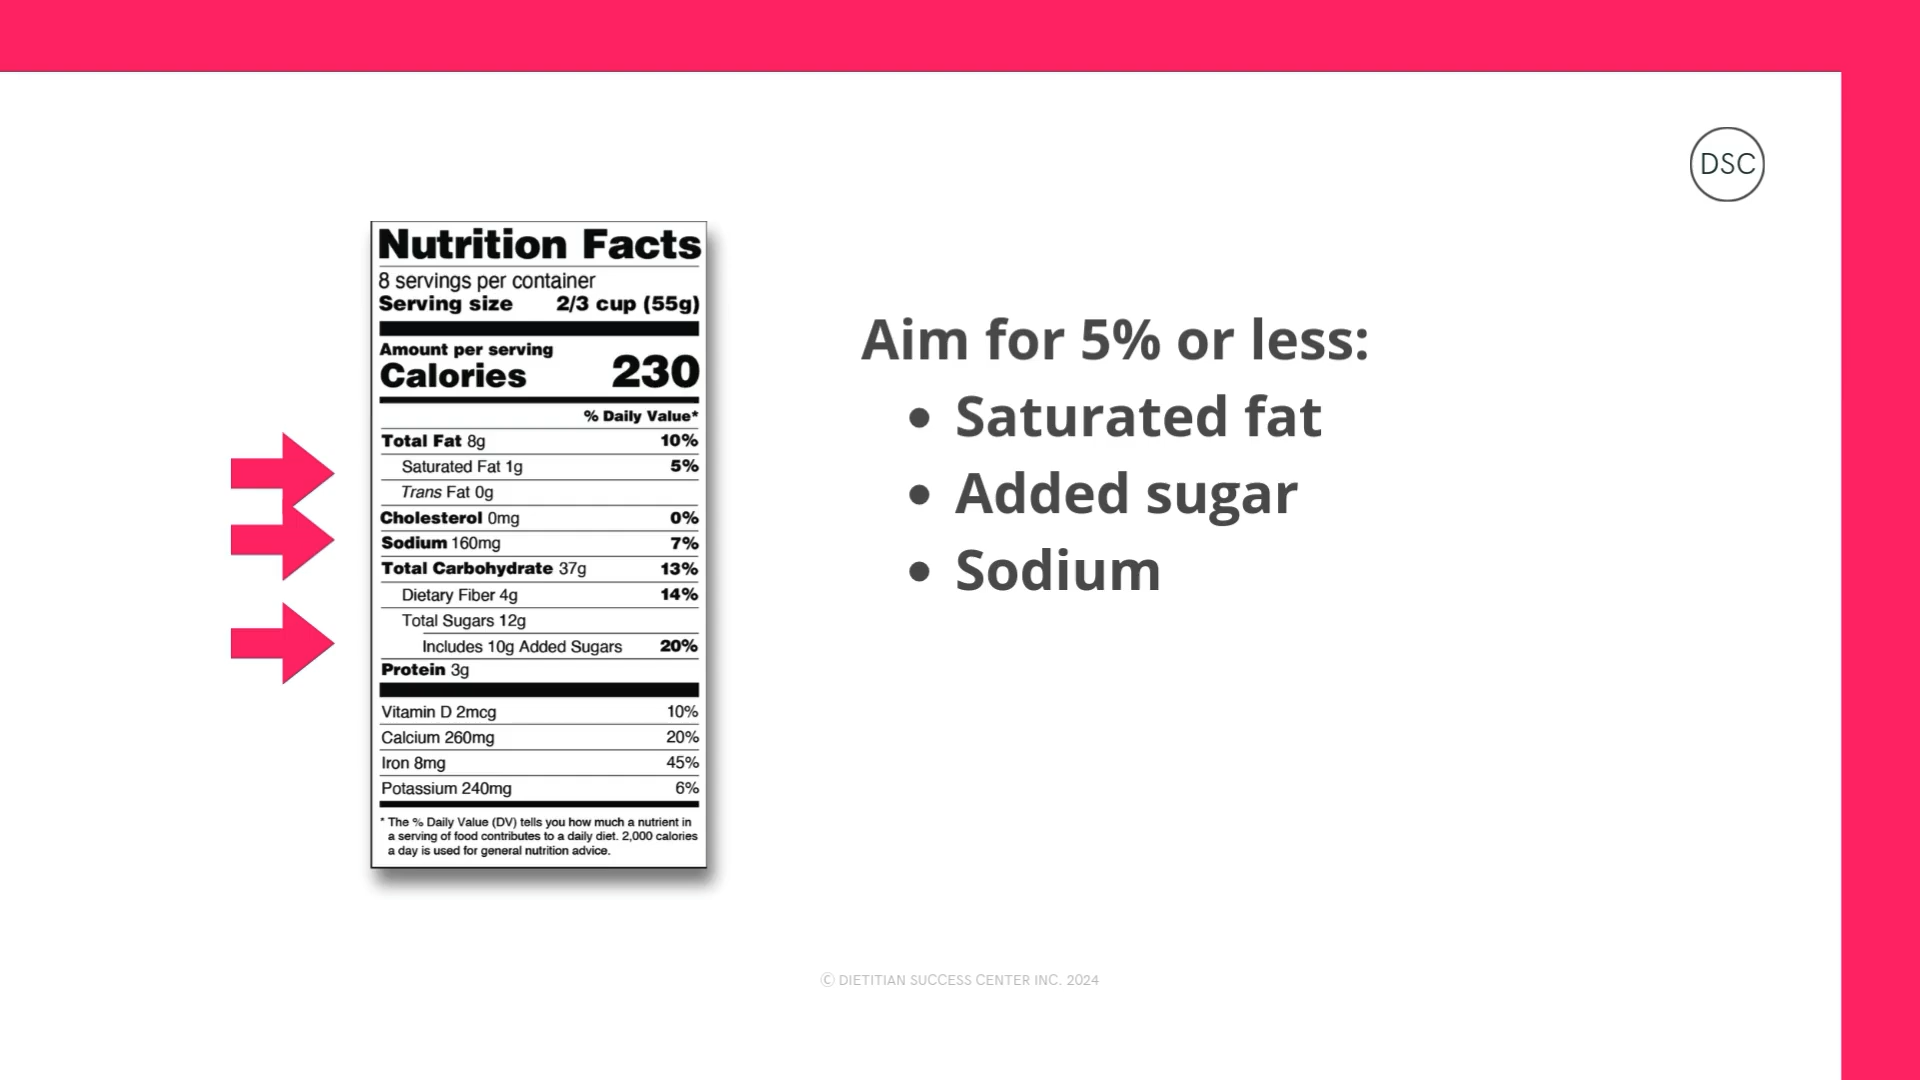 DSC
Nutrition Facts
8 servings per container
Serving size 2/3 cup (55g)
Amount per serving
Calories 230
% Daily Value*
Total Fat 8g 10%
Saturated Fat 1g 5%
Trans Fat 0g
Cholesterol 0mg 0%
Sodium 160mg 7%
Total Carbohydrate 37g 13%
Dietary Fiber 4g 14%
Total Sugars 12g
Includes 10g Added Sugars 20%
Protein 3g
Vitamin D 2mcg 10%
Calcium 260mg 20%
Iron 8mg 45%
Potassium 240mg 6%
* The % Daily Value (DV) tells you how much a nutrient in
a serving of food contributes to a daily diet. 2,000 calories
a day is used for general nutrition advice.
Aim for 5% or less:
• Saturated fat
• Added sugar
• Sodium
© DIETITIAN SUCCESS CENTER INC. 2024